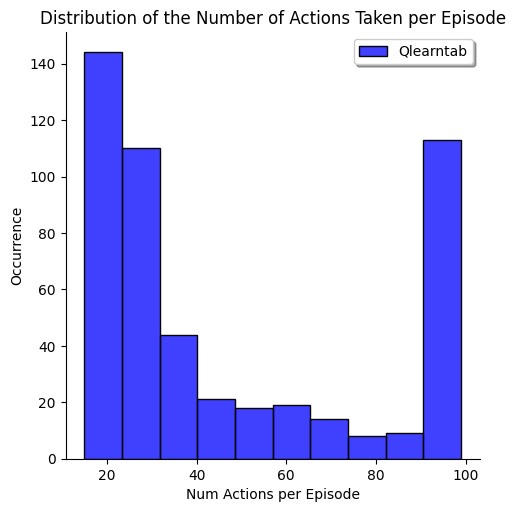 Distribution of the Number of Actions Taken per Episode
Qlearntab
140
120
100
80
60
40
20
0
Occurrence
20 40 60 80 100
Num Actions per Episode